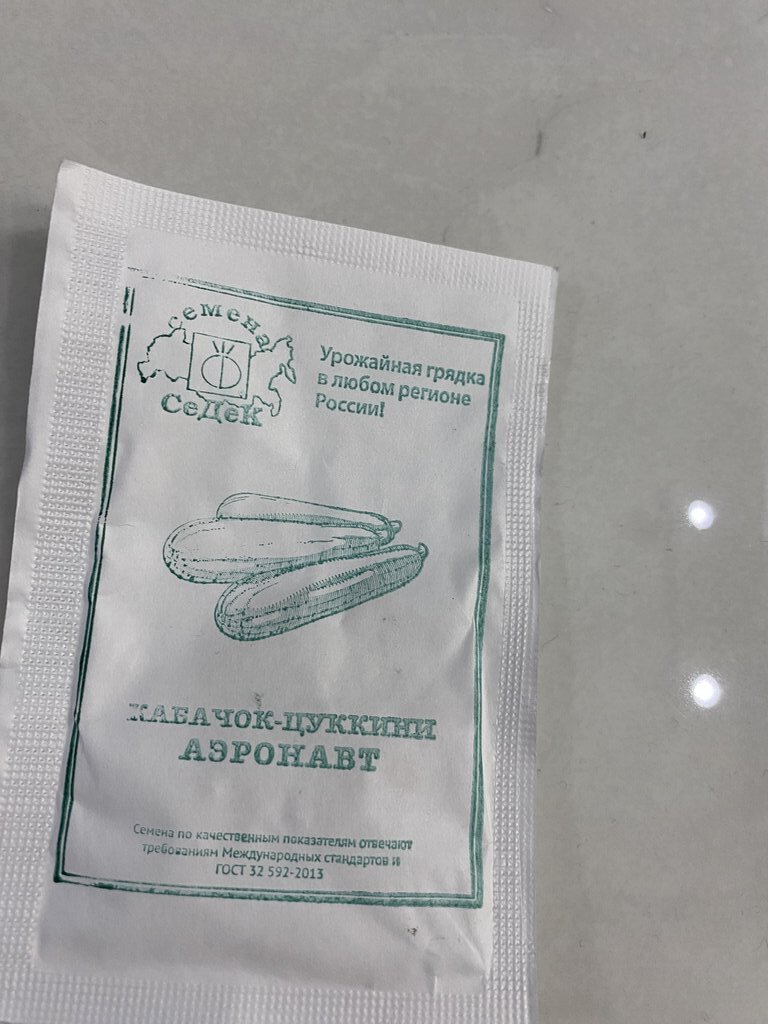 семена
СеДеК
Урожайная грядка
в любом регионе
России!
КАБАЧОК-ЦУККИНИ
АЭРОНАВТ
Семена по качественным показателям отвечают
требованиям Международных стандартов и
ГОСТ 32 592-2013